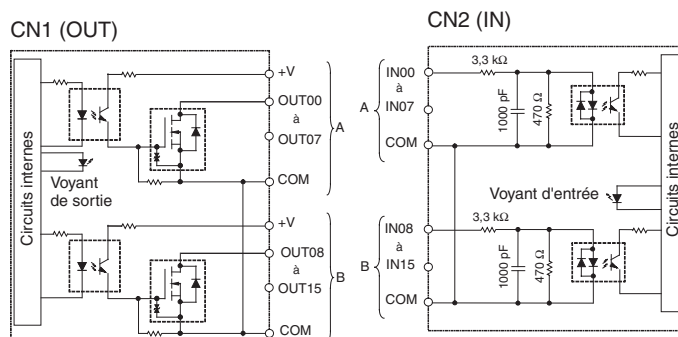 CN1 (OUT)
Circuits internes
+V
OUT00
à
OUT07
COM
A
Voyant
de sortie
+V
OUT08
à
OUT15
COM
B
CN2 (IN)
A
IN00
à
IN07
COM
3,3 kΩ
1000 pF
470 Ω
Circuits internes
Voyant d'entrée
B
IN08
à
IN15
COM
3,3 kΩ
1000 pF
470 Ω